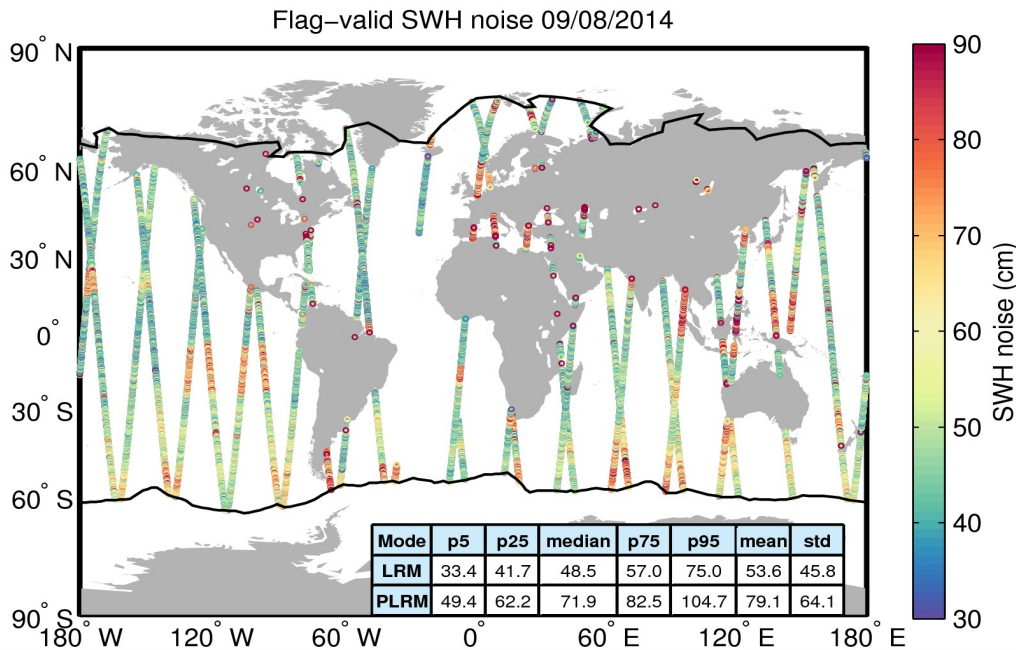 Flag−valid SWH noise 09/08/2014
90° N
60° N
30° N
0°
30° S
60° S
90° S
180° W 120° W 60° W 0° 60° E 120° E 180° E
Mode p5 p25 median p75 p95 mean std
LRM 33.4 41.7 48.5 57.0 75.0 53.6 45.8
PLRM 49.4 62.2 71.9 82.5 104.7 79.1 64.1
90
80
70
60
50
40
30
SWH noise (cm)